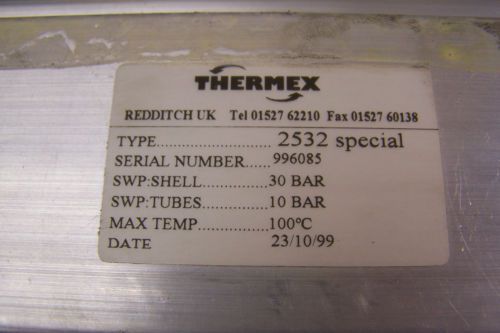 THERMEX
REDDITCH UK Tel 01527 62210 Fax 01527 60138
TYPE....................... 2532 special
SERIAL NUMBER...... 996085
SWP:SHELL............... 30 BAR
SWP:TUBES............... 10 BAR
MAX TEMP................ 100°C
DATE 23/10/99